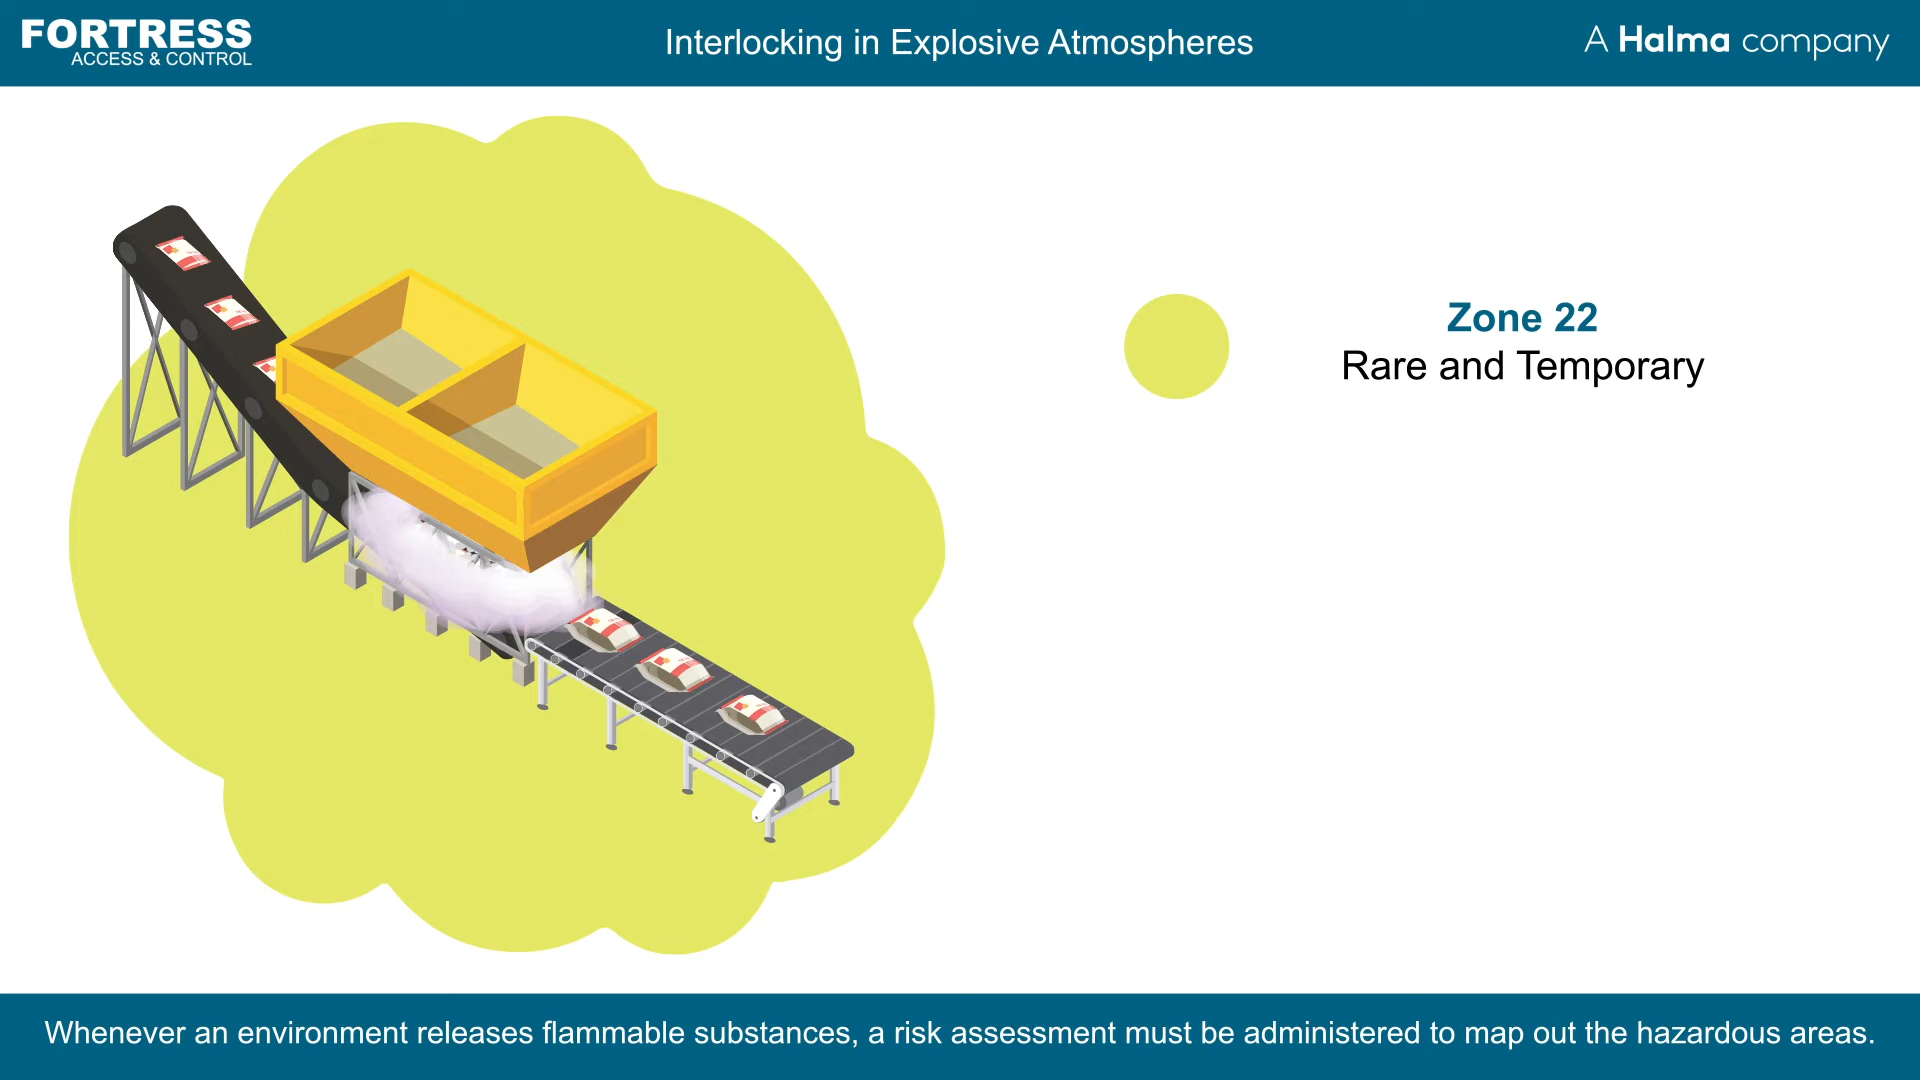 FORTRESS
ACCESS & CONTROL
Interlocking in Explosive Atmospheres
A Halma company
Zone 22
Rare and Temporary
Whenever an environment releases flammable substances, a risk assessment must be administered to map out the hazardous areas.